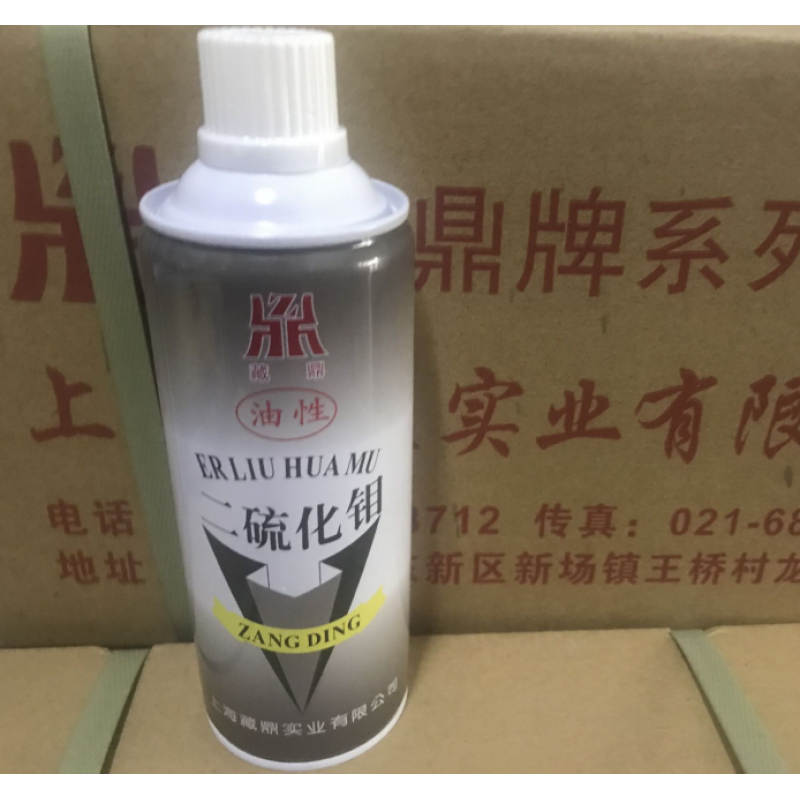 藏鼎
油性
ER LIU HUA MU
二硫化钼
ZANG DING
上海藏鼎实业有限公司
鼎牌系列
上 实业有限
电话 8712 传真：021-68
地址 东新区新场镇王桥村龙